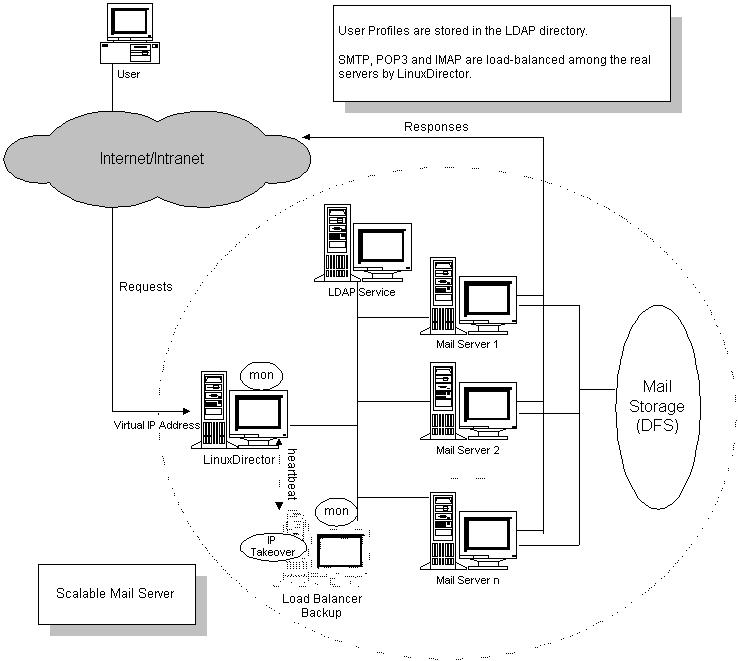 User
User Profiles are stored in the LDAP directory.
SMTP, POP3 and IMAP are load-balanced among the real
servers by LinuxDirector.
Responses
Internet/Intranet
Requests
LDAP Service
Mail Server 1
mon
Mail
Storage
(DFS)
Virtual IP Address
LinuxDirector
Mail Server 2
heartbeat
... ...
mon
IP
Takeover
Mail Server n
Load Balancer
Backup
Scalable Mail Server